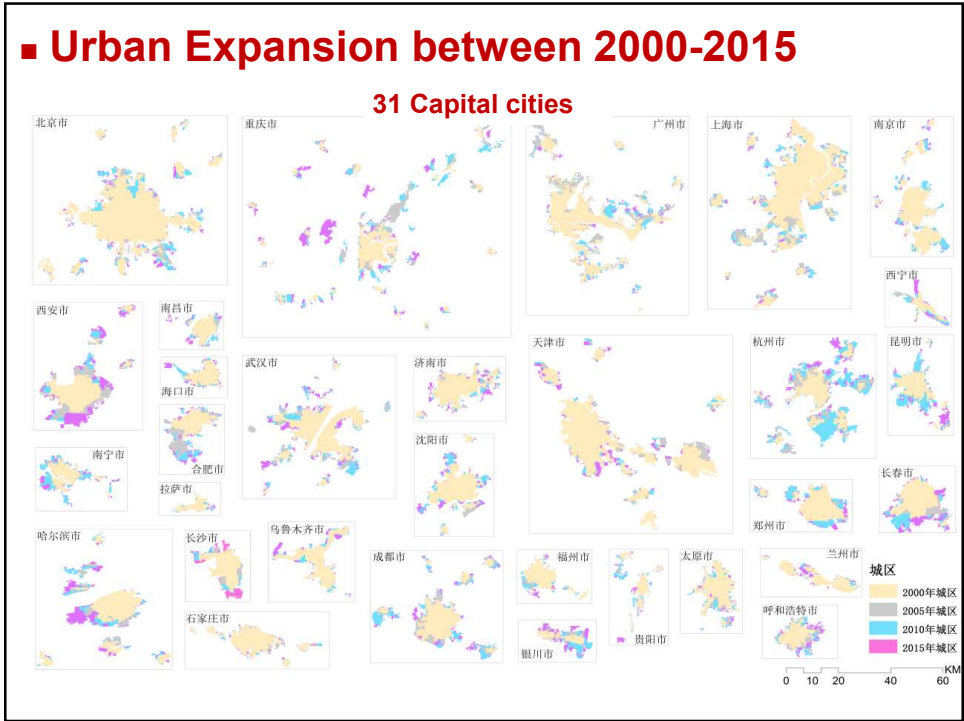 ■ Urban Expansion between 2000-2015
31 Capital cities
北京市
重庆市
广州市
上海市
南京市
西宁市
西安市
南昌市
海口市
合肥市
武汉市
济南市
天津市
杭州市
昆明市
沈阳市
南宁市
拉萨市
长春市
郑州市
哈尔滨市
长沙市
乌鲁木齐市
成都市
福州市
太原市
兰州市
石家庄市
银川市
贵阳市
呼和浩特市
城区
2000年城区
2005年城区
2010年城区
2015年城区
KM
0 10 20 40 60